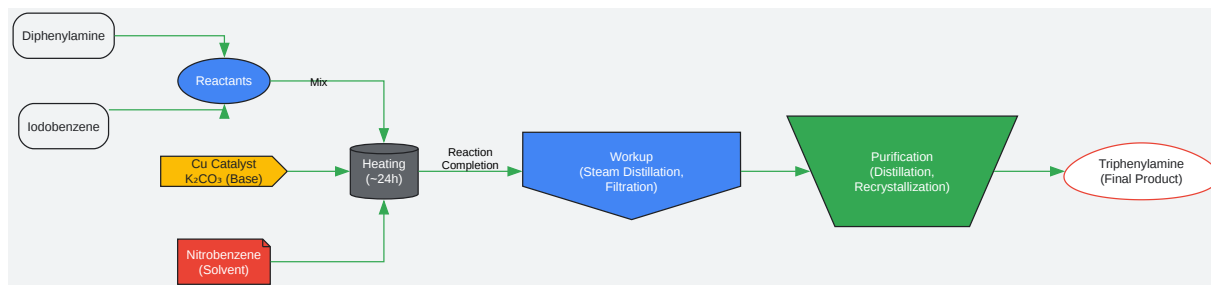 Diphenylamine
Reactants
Mix
Iodobenzene
Cu Catalyst
K₂CO₃ (Base)
Heating
(~24h)
Nitrobenzene
(Solvent)
Reaction
Completion
Workup
(Steam Distillation,
Filtration)
Purification
(Distillation,
Recrystallization)
Triphenylamine
(Final Product)